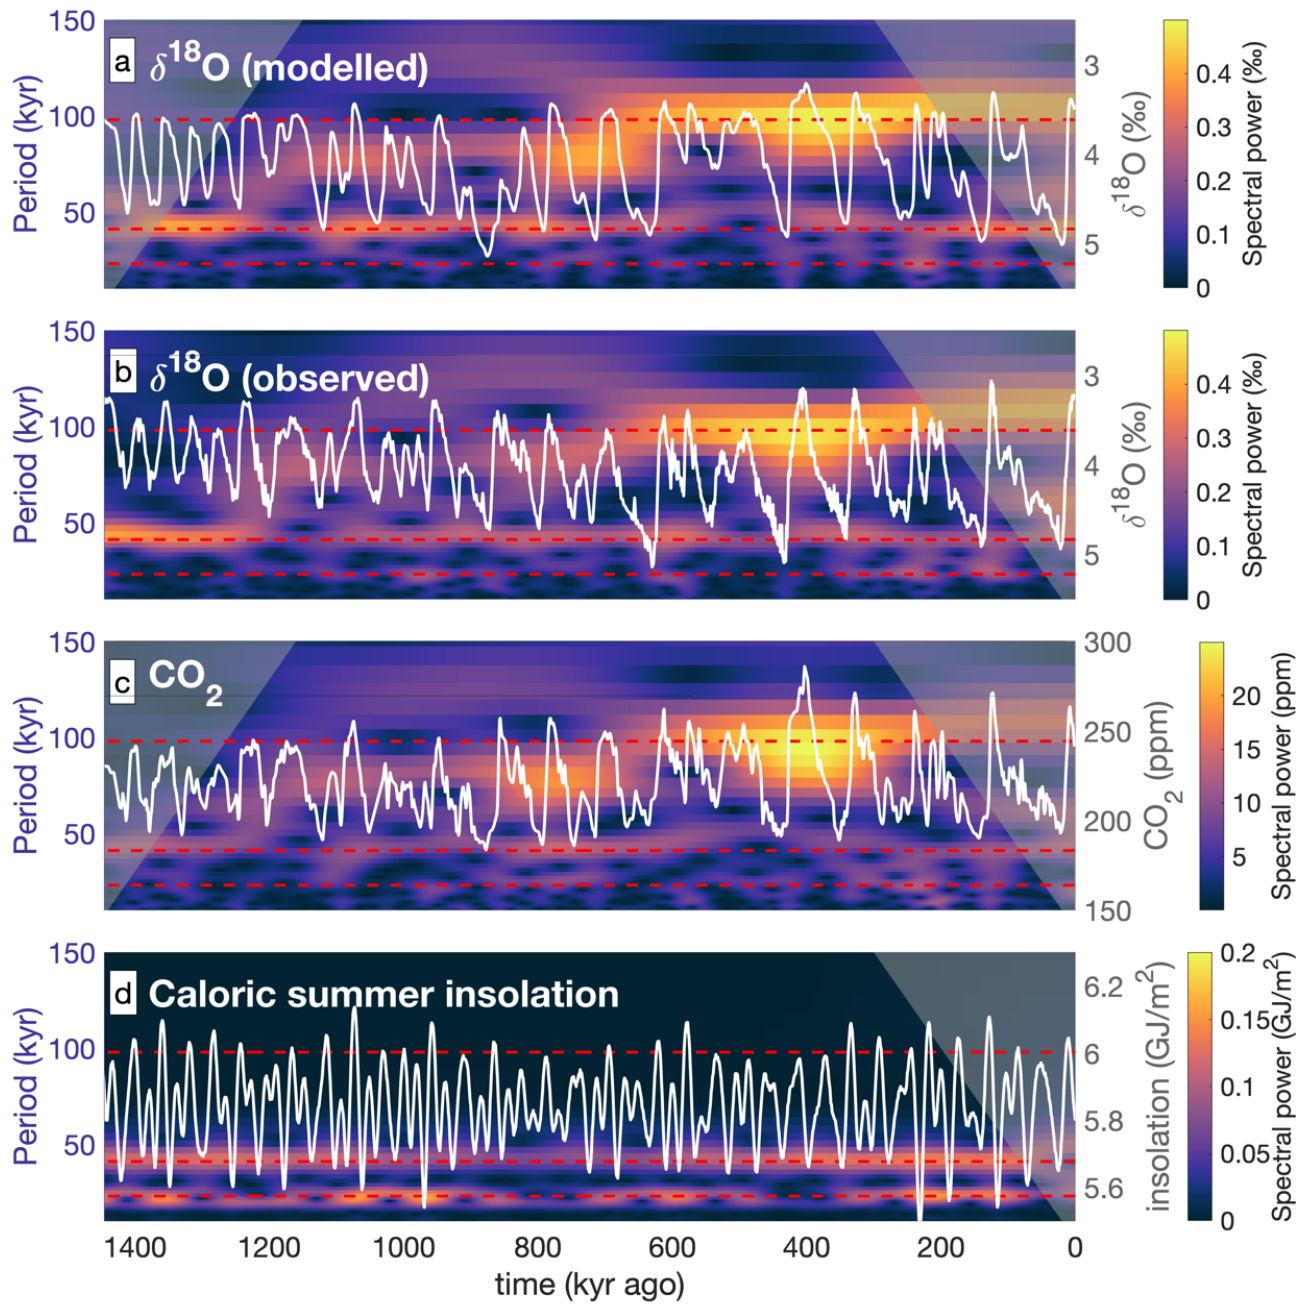 a δ¹⁸O (modelled)
Period (kyr)
150
100
50
3
4
5
δ¹⁸O (‰)
0.4
0.3
0.2
0.1
0
Spectral power (‰)
b δ¹⁸O (observed)
Period (kyr)
150
100
50
3
4
5
δ¹⁸O (‰)
0.4
0.3
0.2
0.1
0
Spectral power (‰)
c CO₂
Period (kyr)
150
100
50
300
250
200
150
CO₂ (ppm)
20
15
10
5
Spectral power (ppm)
d Caloric summer insolation
Period (kyr)
150
100
50
6.2
6
5.8
5.6
insolation (GJ/m²)
0.2
0.15
0.1
0.05
0
Spectral power (GJ/m²)
1400 1200 1000 800 600 400 200 0
time (kyr ago)